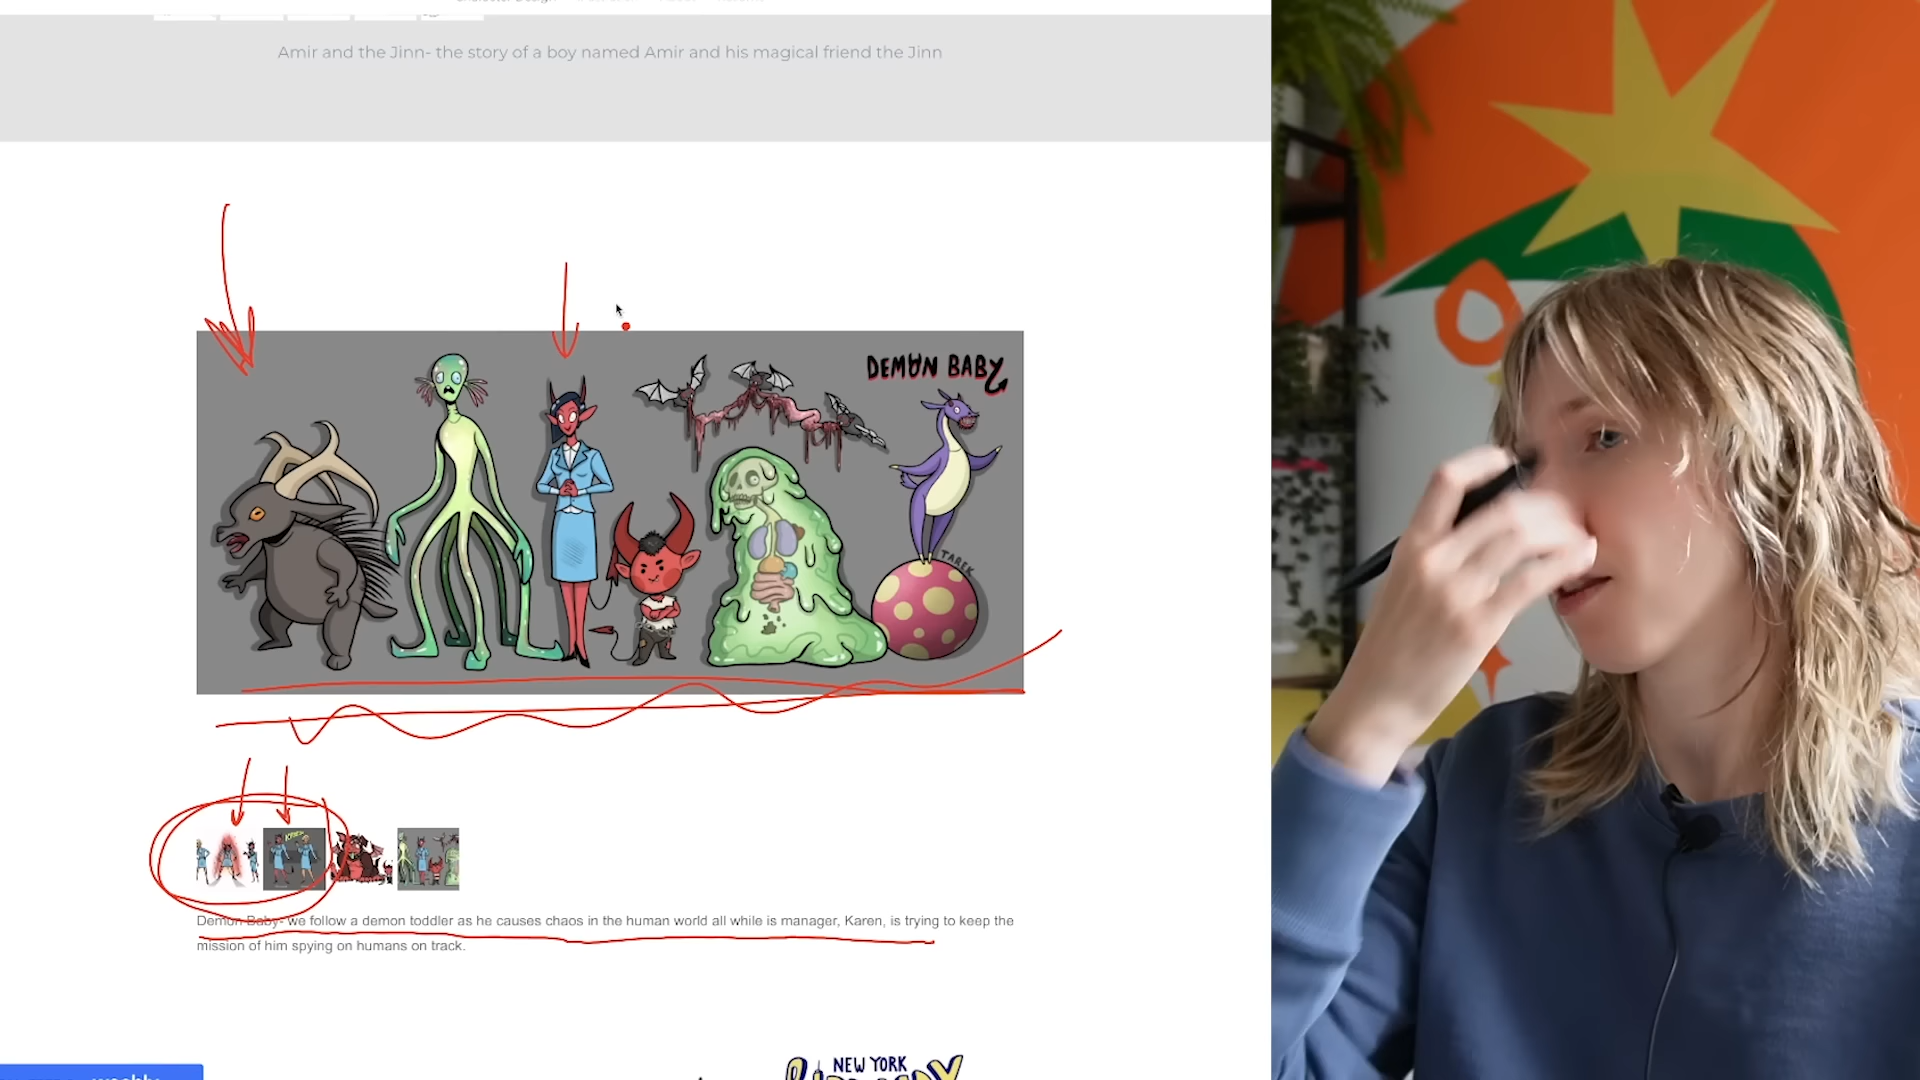 Amir and the Jinn- the story of a boy named Amir and his magical friend the Jinn
DEMON BABY
TAREK
Demon Baby- we follow a demon toddler as he causes chaos in the human world all while is manager, Karen, is trying to keep the
mission of him spying on humans on track.
NEW YORK